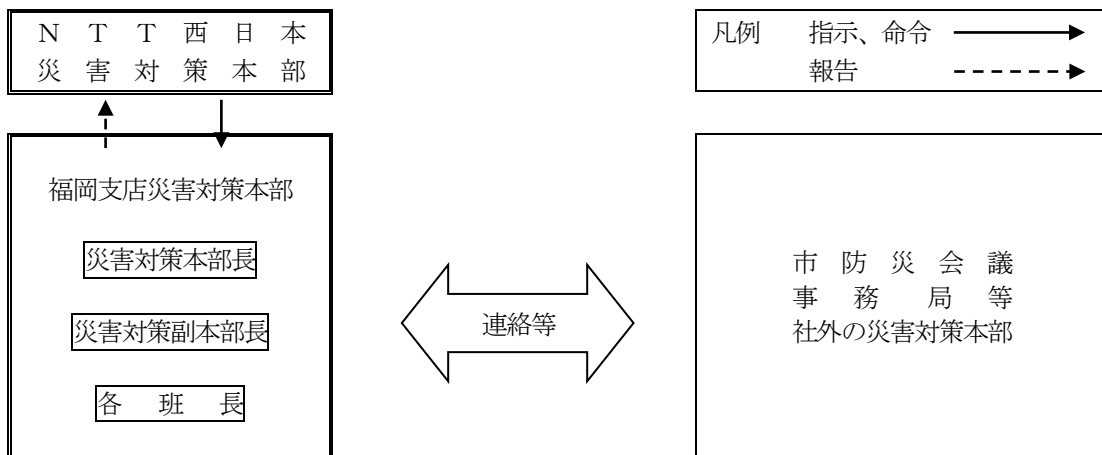 NTT西日本
災害対策本部
凡例 指示、命令
報告
福岡支店災害対策本部
災害対策本部長
災害対策副本部長
各班長
連絡等
市防災会議
事務局等
社外の災害対策本部